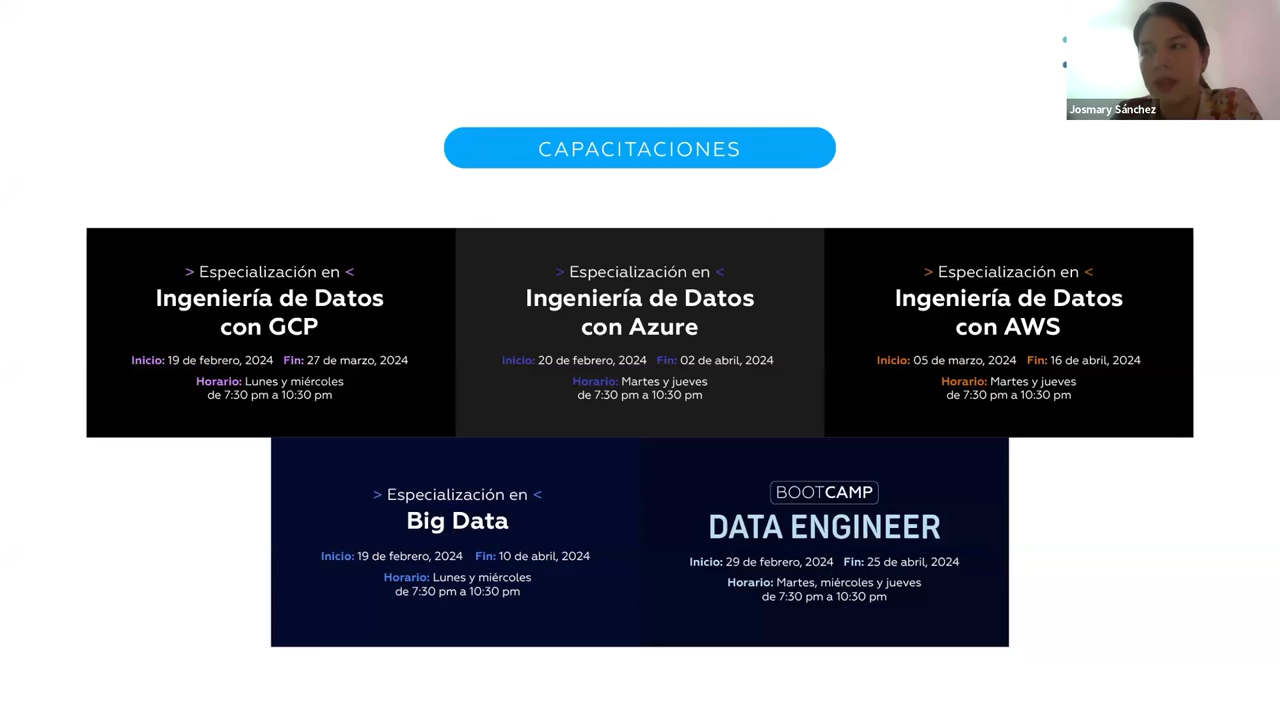 Josmary Sánchez
CAPACITACIONES
> Especialización en <
Ingeniería de Datos
con GCP
Inicio: 19 de febrero, 2024 Fin: 27 de marzo, 2024
Horario: Lunes y miércoles
de 7:30 pm a 10:30 pm
> Especialización en <
Ingeniería de Datos
con Azure
Inicio: 20 de febrero, 2024 Fin: 02 de abril, 2024
Horario: Martes y jueves
de 7:30 pm a 10:30 pm
> Especialización en <
Ingeniería de Datos
con AWS
Inicio: 05 de marzo, 2024 Fin: 16 de abril, 2024
Horario: Martes y jueves
de 7:30 pm a 10:30 pm
> Especialización en <
Big Data
Inicio: 19 de febrero, 2024 Fin: 10 de abril, 2024
Horario: Lunes y miércoles
de 7:30 pm a 10:30 pm
BOOTCAMP
DATA ENGINEER
Inicio: 29 de febrero, 2024 Fin: 25 de abril, 2024
Horario: Martes, miércoles y jueves
de 7:30 pm a 10:30 pm